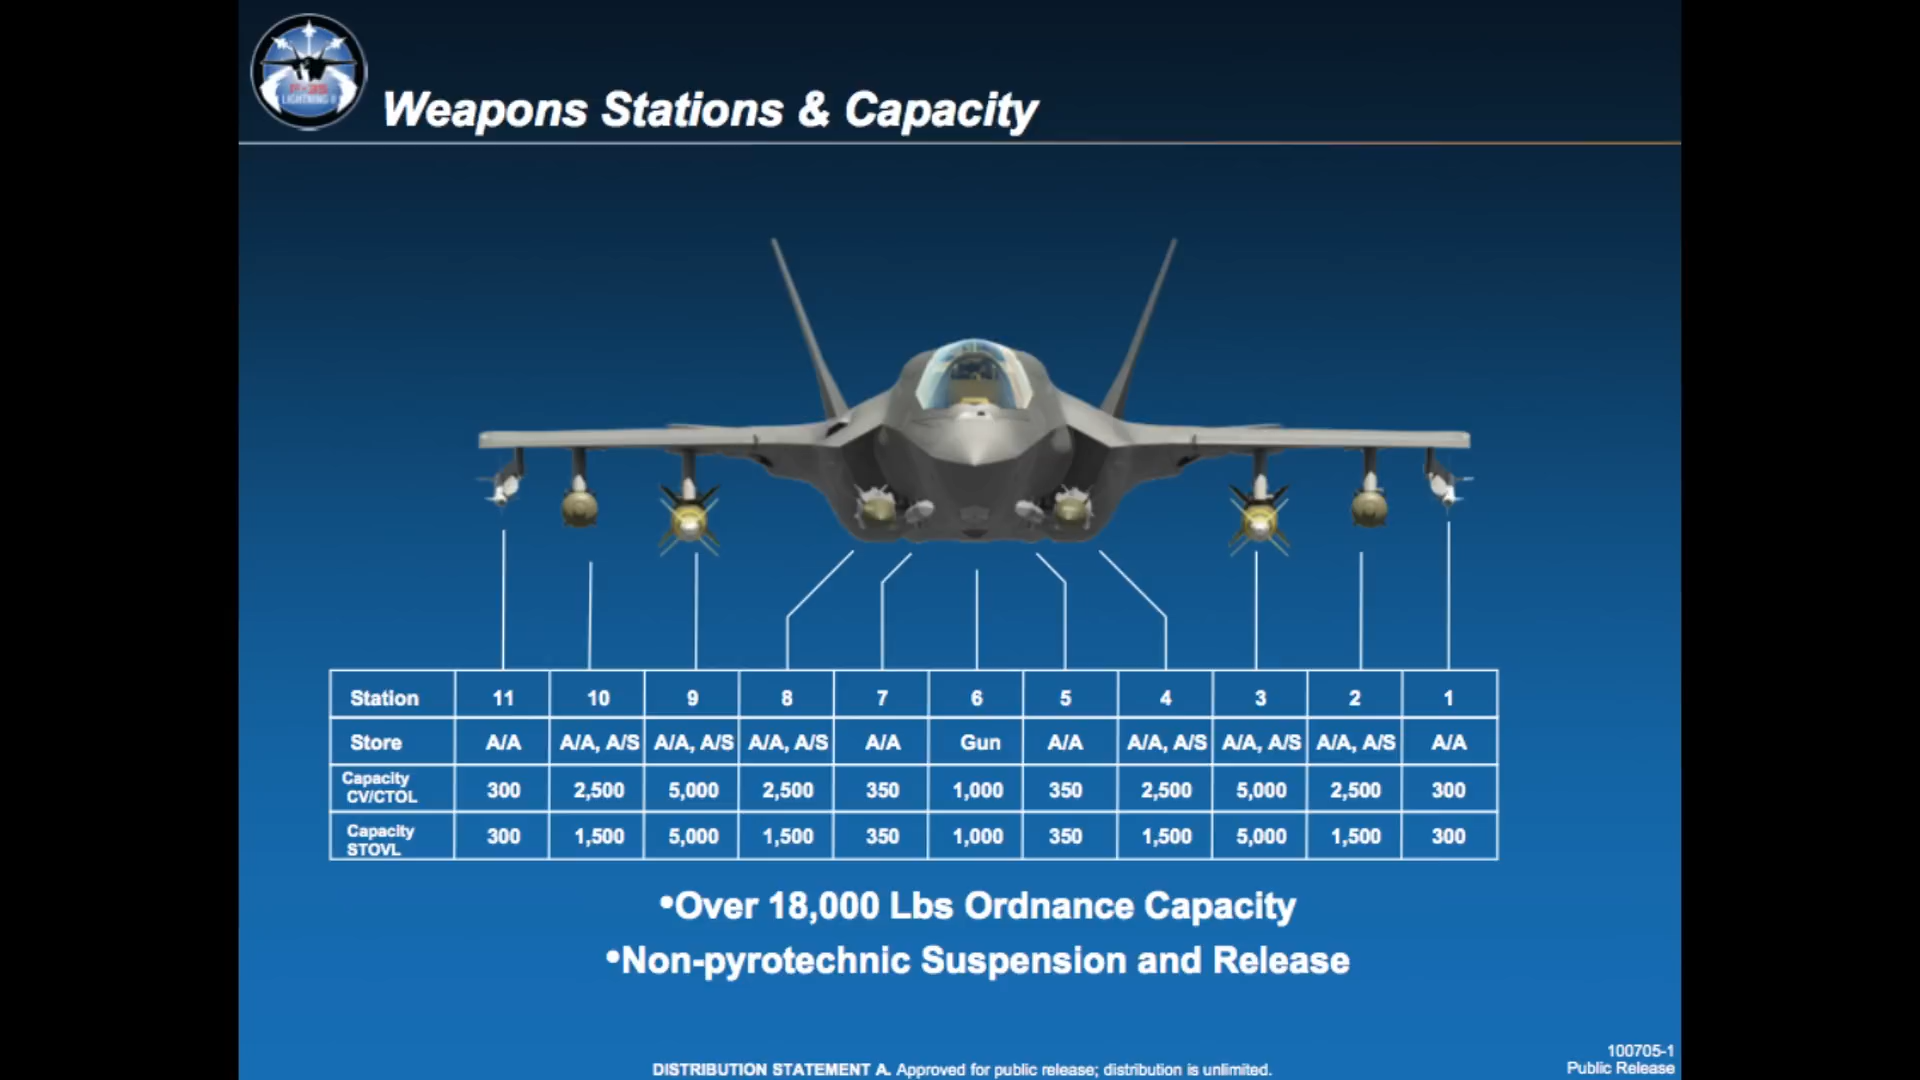 F-35
LIGHTNING II
Weapons Stations & Capacity
Station 11 10 9 8 7 6 5 4 3 2 1
Store A/A A/A, A/S A/A, A/S A/A, A/S A/A Gun A/A A/A, A/S A/A, A/S A/A, A/S A/A
Capacity
CV/CTOL 300 2,500 5,000 2,500 350 1,000 350 2,500 5,000 2,500 300
Capacity
STOVL 300 1,500 5,000 1,500 350 1,000 350 1,500 5,000 1,500 300
•Over 18,000 Lbs Ordnance Capacity
•Non-pyrotechnic Suspension and Release
100705-1
Public Release
DISTRIBUTION STATEMENT A. Approved for public release; distribution is unlimited.